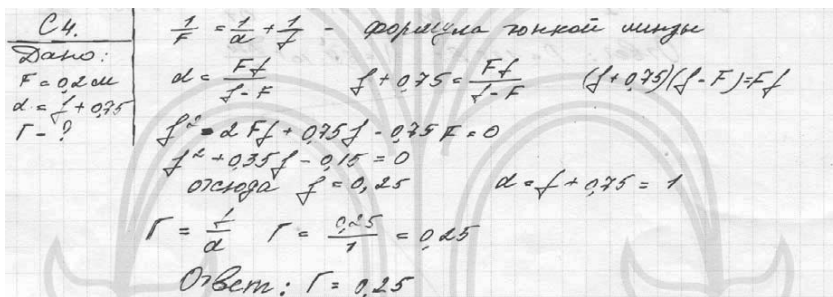 C4.
Дано:
F = 0,2 м
d = f + 0,75
Г - ?
1/F = 1/d + 1/f - формула тонкой линзы
d = Ff/(f-F) f + 0,75 = Ff/(f-F) (f+0,75)(f-F)=Ff
f² - 2Ff + 0,75f - 0,75F = 0
f² + 0,35f - 0,15 = 0
отсюда f = 0,25 d = f + 0,75 = 1
Г = f/d Г = 0,25/1 = 0,25
Ответ: Г = 0,25